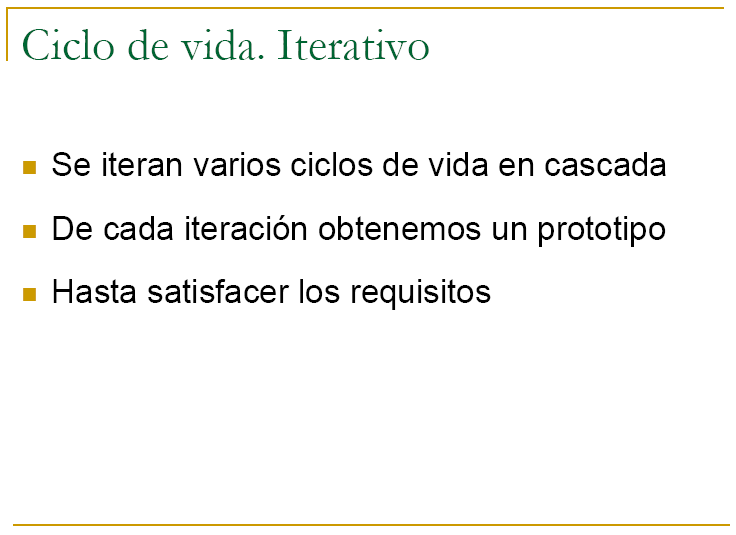 Ciclo de vida. Iterativo
Se iteran varios ciclos de vida en cascada
De cada iteración obtenemos un prototipo
Hasta satisfacer los requisitos